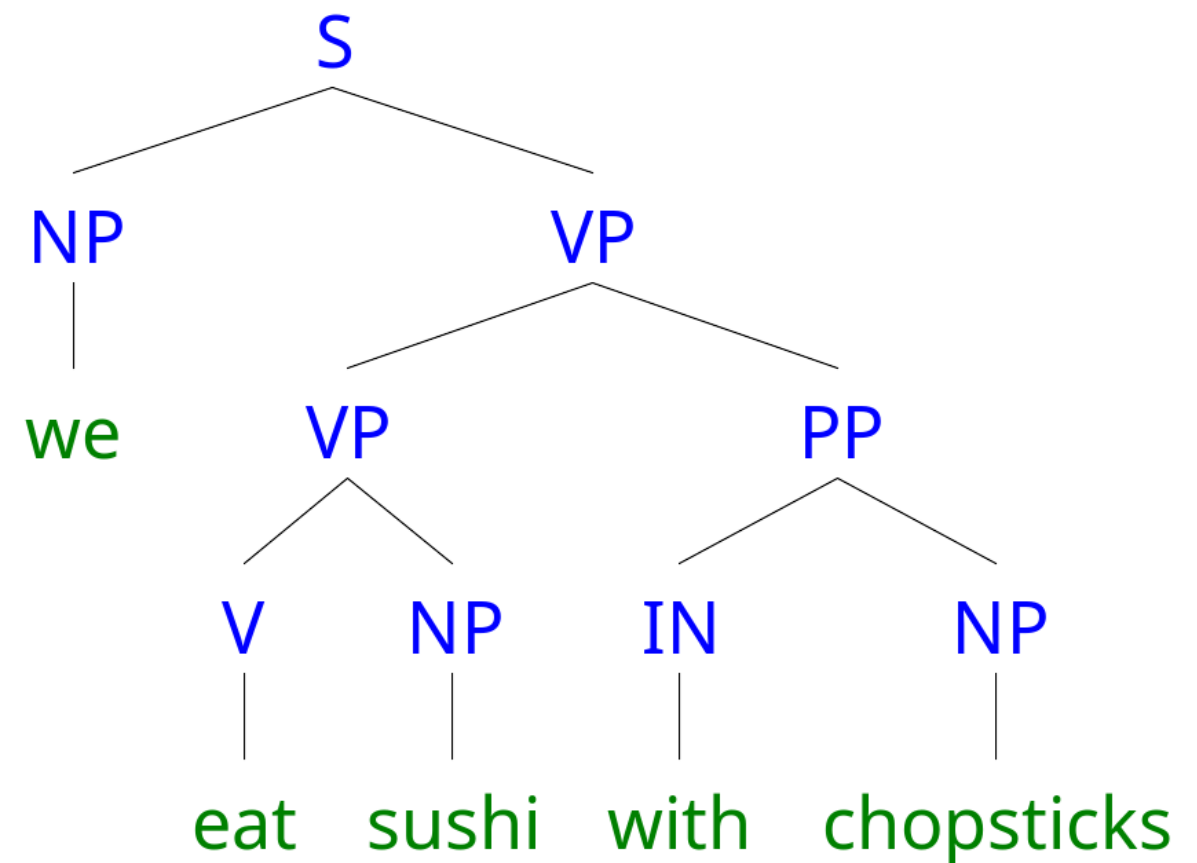 S
NP VP
we VP PP
V NP IN NP
eat sushi with chopsticks